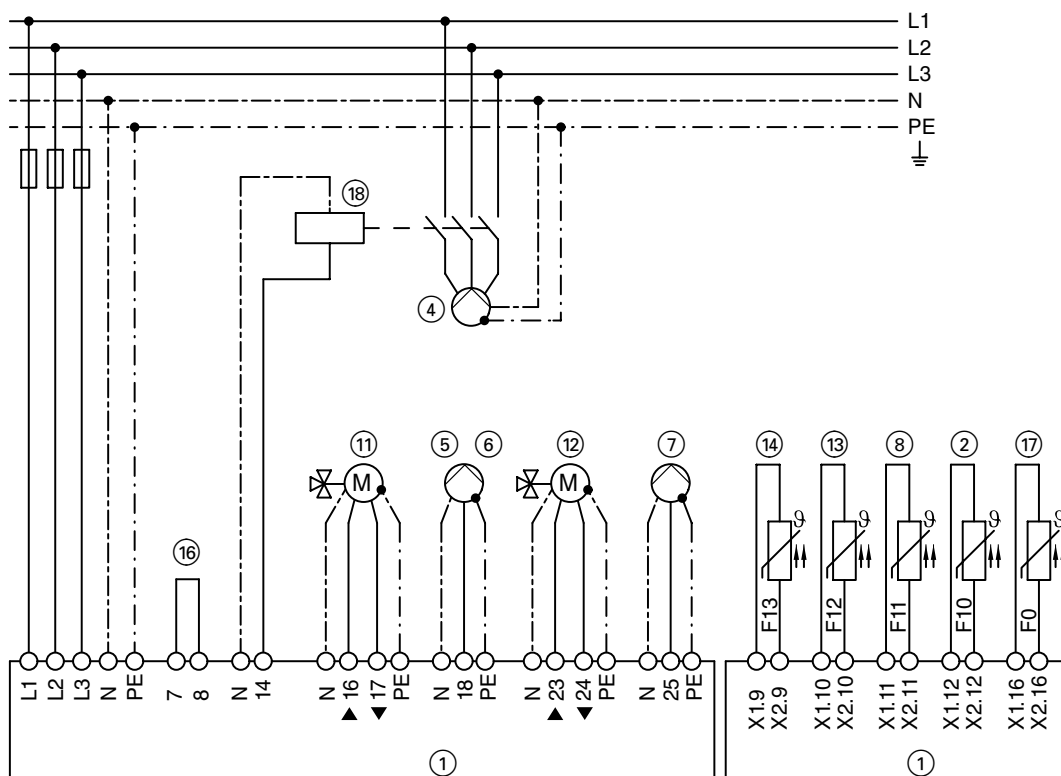 L1
L2
L3
N
PE
⑱
④
⑪
⑤
⑥
⑫
⑦
⑭
⑬
⑧
②
⑰
M
M
⑯
ϑ
ϑ
ϑ
ϑ
ϑ
F13
F12
F11
F10
F0
L1
L2
L3
N
PE
7
8
N
14
N
16
17
PE
N
18
PE
N
23
24
PE
N
25
PE
X1.9
X2.9
X1.10
X2.10
X1.11
X2.11
X1.12
X2.12
X1.16
X2.16
①
①